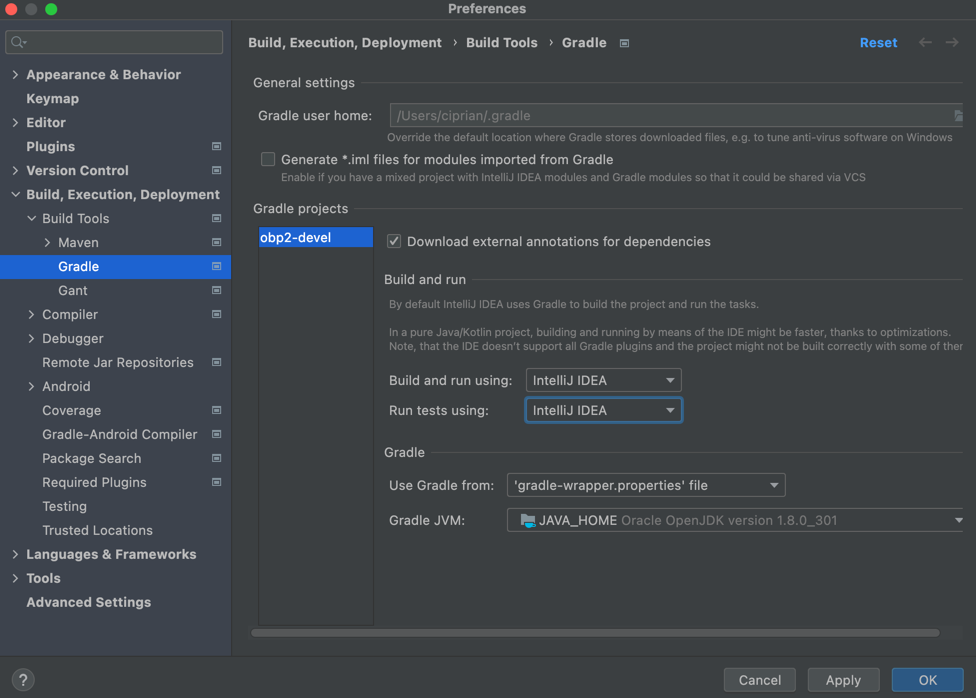 Preferences
Build, Execution, Deployment › Build Tools › Gradle
Reset
Appearance & Behavior
Keymap
Editor
Plugins
Version Control
Build, Execution, Deployment
Build Tools
Maven
Gradle
Gant
Compiler
Debugger
Remote Jar Repositories
Android
Coverage
Gradle-Android Compiler
Package Search
Required Plugins
Testing
Trusted Locations
Languages & Frameworks
Tools
Advanced Settings
General settings
Gradle user home: /Users/ciprian/.gradle
Override the default location where Gradle stores downloaded files, e.g. to tune anti-virus software on Windows
Generate *.iml files for modules imported from Gradle
Enable if you have a mixed project with IntelliJ IDEA modules and Gradle modules so that it could be shared via VCS
Gradle projects
obp2-devel
Download external annotations for dependencies
Build and run
By default IntelliJ IDEA uses Gradle to build the project and run the tasks.
In a pure Java/Kotlin project, building and running by means of the IDE might be faster, thanks to optimizations.
Note, that the IDE doesn't support all Gradle plugins and the project might not be built correctly with some of
Build and run using: IntelliJ IDEA
Run tests using: IntelliJ IDEA
Gradle
Use Gradle from: 'gradle-wrapper.properties' file
Gradle JVM: JAVA_HOME Oracle OpenJDK version 1.8.0_301
?
Cancel
Apply
OK